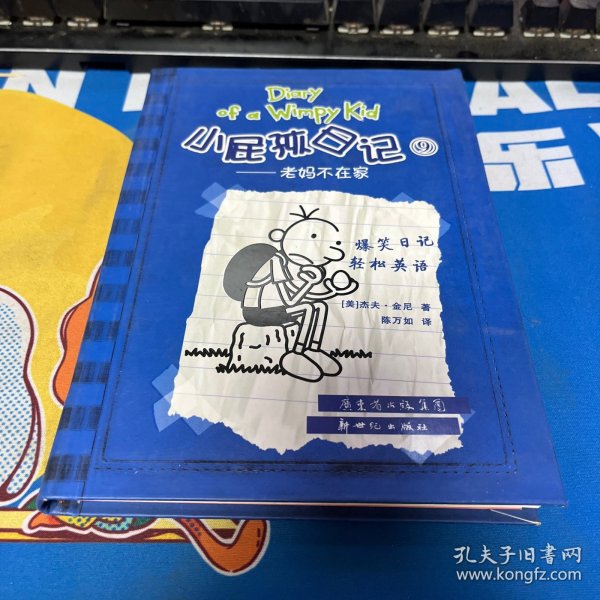 Diary
of a Wimpy Kid
小屁孩日记⑨
——老妈不在家
爆笑日记
轻松英语
[美]杰夫·金尼 著
陈万如 译
广东省出版集团
新世纪出版社
乐
孔夫子旧书网
www.kongfz.com